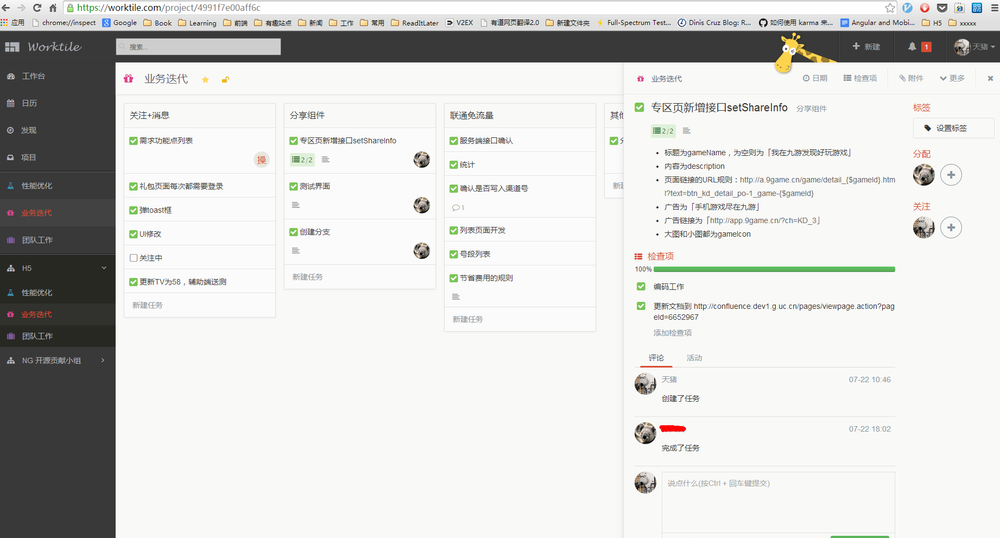 https://worktile.com/project/4991f7e00aff6c
应用 chrome://inspect Google Book Learning 前端 有趣站点 新闻 工作 常用 ReadItLater V2EX 有道网页翻译2.0 新建文件夹 Full-Spectrum Test... Dinis Cruz Blog: R... 如何使用 karma 来... Angular and Mobi... H5 xxxxx
Worktile
搜索...
新建
1
天猪
工作台
日历
发现
项目
性能优化
业务迭代
团队工作
H5
性能优化
业务迭代
团队工作
NG 开源贡献小组
业务迭代
关注+消息
需求功能点列表
操
礼包页面每次都需要登录
弹toast框
UI修改
关注中
更新TV为58，辅助端送测
新建任务
分享组件
专区页新增接口setShareInfo
2/2
测试界面
创建分支
新建任务
联通免流量
服务端接口确认
统计
确认是否写入渠道号
1
列表页面开发
号段列表
节省费用的规则
新建任务
其他
新建
业务迭代
日期 检查项 附件 更多
专区页新增接口setShareInfo 分享组件
2/2
标题为gameName，为空则为「我在九游发现好玩游戏」
内容为description
页面链接的URL规则：http://a.9game.cn/game/detail_{$gameId}.htm
l?text=btn_kd_detail_po-1_game-{$gameId}
广告为「手机游戏尽在九游」
广告链接为「http://app.9game.cn/?ch=KD_3」
大图和小图都为gameIcon
检查项
100%
编码工作
更新文档到 http://confluence.dev1.g.uc.cn/pages/viewpage.action?pag
eId=6652967
添加检查项
评论 活动
天猪 07-22 10:46
创建了任务
07-22 18:02
完成了任务
说点什么(按Ctrl + 回车键提交)
标签
设置标签
分配
关注